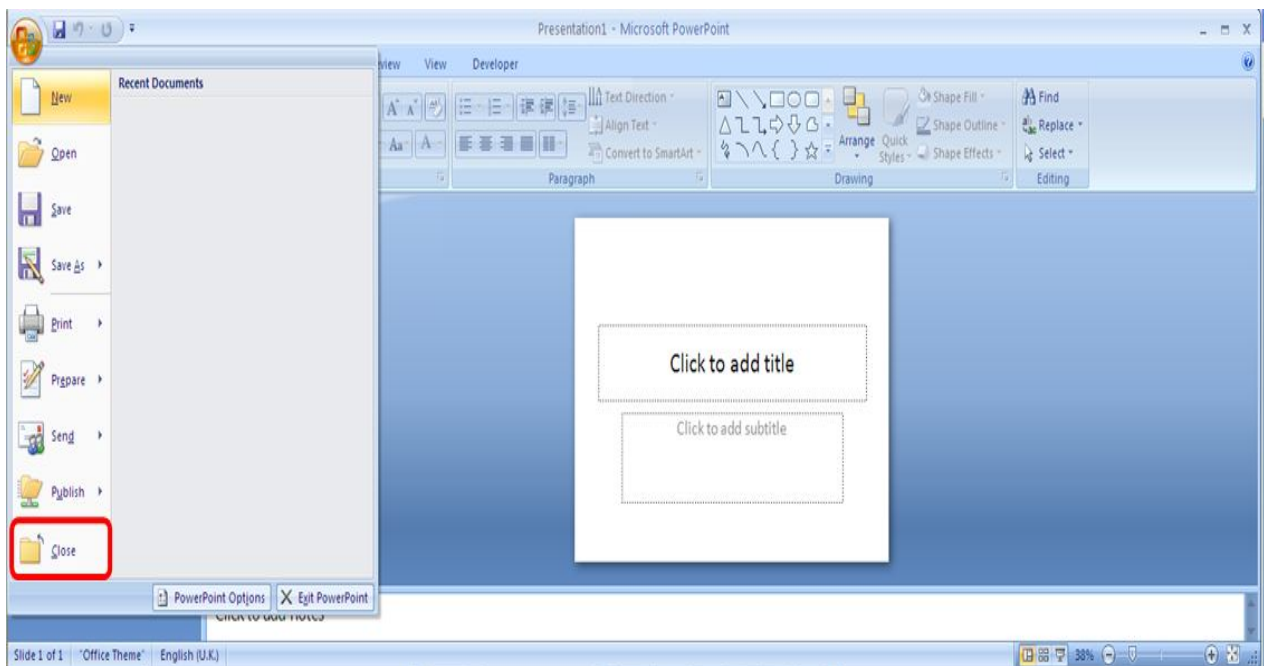 Presentation1 - Microsoft PowerPoint
View Developer
New
Open
Save
Save As
Print
Prepare
Send
Publish
Close
Recent Documents
PowerPoint Options
Exit PowerPoint
Aa
A
Text Direction
Align Text
Convert to SmartArt
Paragraph
Arrange
Quick
Styles
Shape Fill
Shape Outline
Shape Effects
Drawing
Find
Replace
Select
Editing
Click to add title
Click to add subtitle
Slide 1 of 1 "Office Theme" English (U.K.)
38%